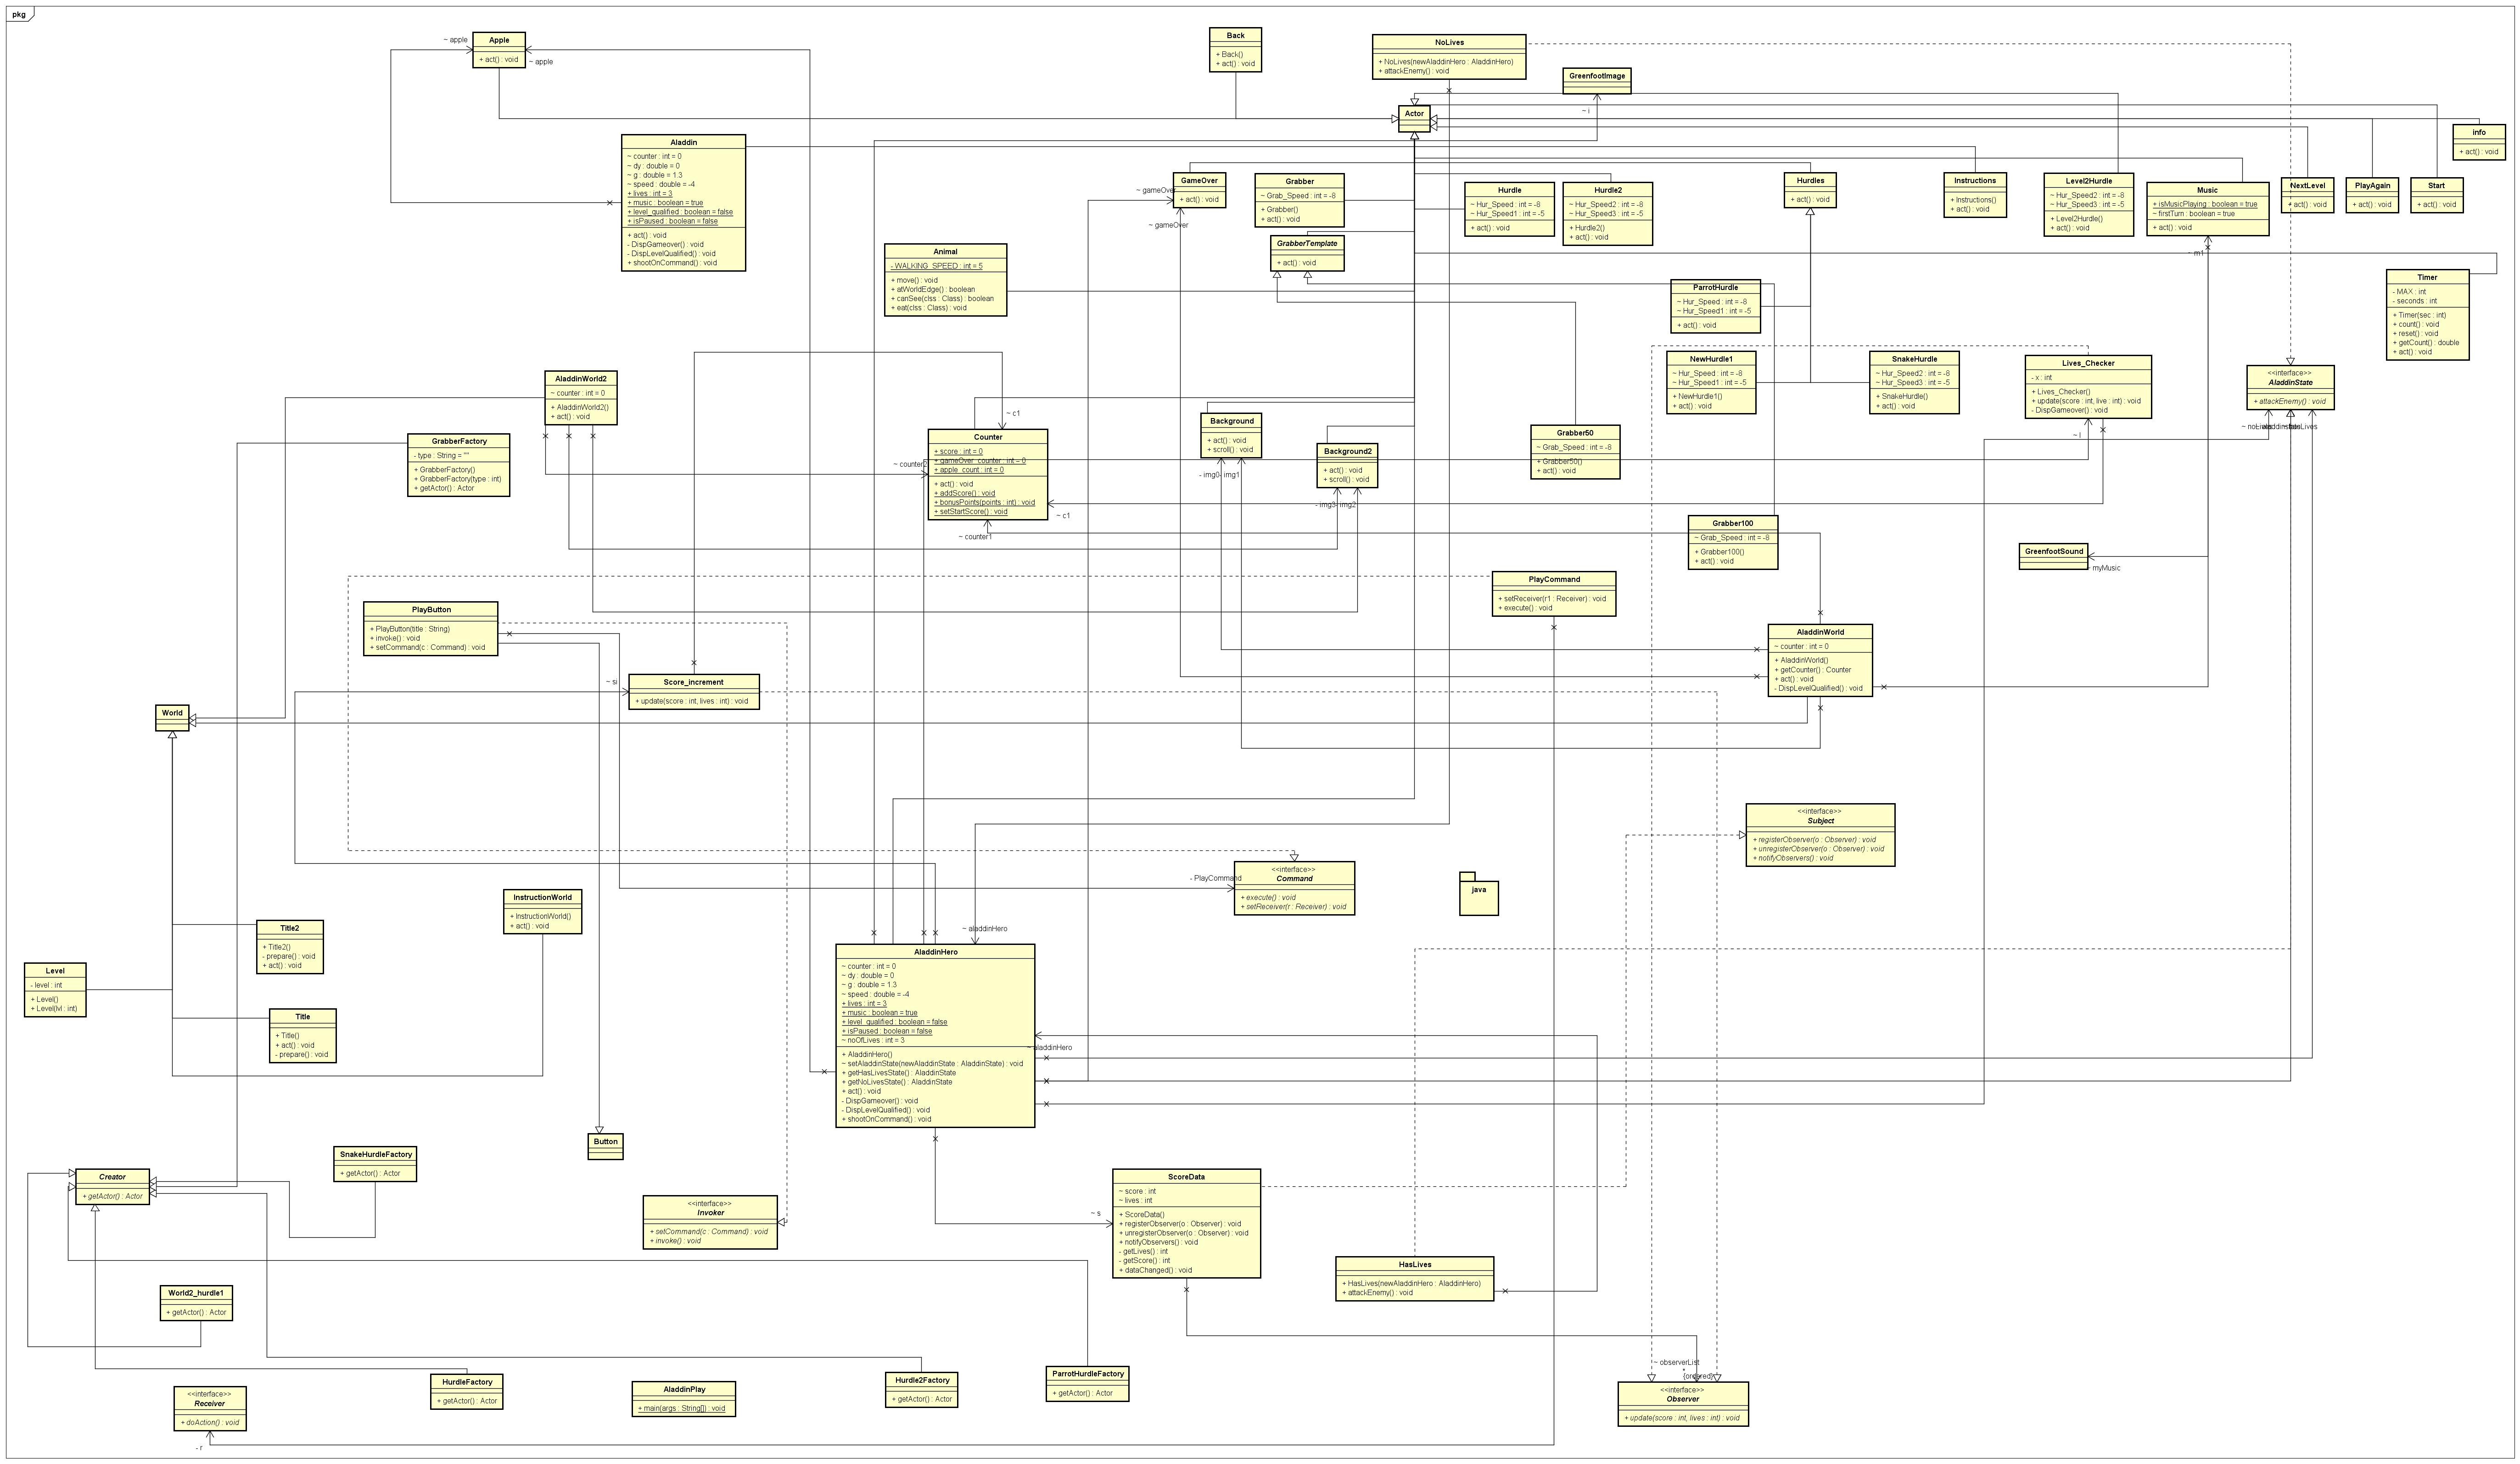 pkg
Apple
+ act() : void
~ apple
~ apple
Back
+ Back()
+ act() : void
NoLives
+ NoLives(newAladdinHero : AladdinHero)
+ attackEnemy() : void
GreenfootImage
~ i
Actor
info
+ act() : void
Aladdin
~ counter : int = 0
~ dy : double = 0
~ g : double = 1.3
~ speed : double = -4
+ lives : int = 3
+ music : boolean = true
+ level_qualified : boolean = false
+ isPaused : boolean = false
+ act() : void
- DispGameover() : void
- DispLevelQualified() : void
+ shootOnCommand() : void
GameOver
+ act() : void
~ gameOver
~ gameOver
Grabber
~ Grab_Speed : int = -8
+ Grabber()
+ act() : void
Hurdle
~ Hur_Speed : int = -8
~ Hur_Speed1 : int = -5
+ act() : void
Hurdle2
~ Hur_Speed2 : int = -8
~ Hur_Speed3 : int = -5
+ Hurdle2()
+ act() : void
Hurdles
+ act() : void
Instructions
+ Instructions()
+ act() : void
Level2Hurdle
~ Hur_Speed2 : int = -8
~ Hur_Speed3 : int = -5
+ Level2Hurdle()
+ act() : void
Music
+ isMusicPlaying : boolean = true
~ firstTurn : boolean = true
+ act() : void
~ m1
NextLevel
+ act() : void
PlayAgain
+ act() : void
Start
+ act() : void
Animal
- WALKING_SPEED : int = 5
+ move() : void
+ atWorldEdge() : boolean
+ canSee(clss : Class) : boolean
+ eat(clss : Class) : void
GrabberTemplate
+ act() : void
ParrotHurdle
~ Hur_Speed : int = -8
~ Hur_Speed1 : int = -5
+ act() : void
Timer
- MAX : int
- seconds : int
+ Timer(sec : int)
+ count() : void
+ reset() : void
+ getCount() : double
+ act() : void
NewHurdle1
~ Hur_Speed : int = -8
~ Hur_Speed1 : int = -5
+ NewHurdle1()
+ act() : void
SnakeHurdle
~ Hur_Speed2 : int = -8
~ Hur_Speed3 : int = -5
+ SnakeHurdle()
+ act() : void
Lives_Checker
- x : int
+ Lives_Checker()
+ update(score : int, live : int) : void
- DispGameover() : void
~ l
<<interface>>
AladdinState
+ attackEnemy() : void
AladdinWorld2
~ counter : int = 0
+ AladdinWorld2()
+ act() : void
GrabberFactory
- type : String = ""
+ GrabberFactory()
+ GrabberFactory(type : int)
+ getActor() : Actor
~ c1
Counter
+ score : int = 0
+ gameOver_counter : int = 0
+ apple_count : int = 0
+ act() : void
+ addScore() : void
+ bonusPoints(points : int) : void
+ setStartScore() : void
~ c1
~ counter1
Background
+ act() : void
+ scroll() : void
- img0
- img1
Background2
+ act() : void
+ scroll() : void
- img3
- img2
Grabber50
~ Grab_Speed : int = -8
+ Grabber50()
+ act() : void
Grabber100
~ Grab_Speed : int = -8
+ Grabber100()
+ act() : void
GreenfootSound
myMusic
PlayCommand
+ setReceiver(r1 : Receiver) : void
+ execute() : void
PlayButton
+ PlayButton(title : String)
+ invoke() : void
+ setCommand(c : Command) : void
AladdinWorld
~ counter : int = 0
+ AladdinWorld()
+ getCounter() : Counter
+ act() : void
- DispLevelQualified() : void
~ si
Score_increment
+ update(score : int, lives : int) : void
World
<<interface>>
Subject
+ registerObserver(o : Observer) : void
+ unregisterObserver(o : Observer) : void
+ notifyObservers() : void
- PlayCommand
<<interface>>
Command
+ execute() : void
+ setReceiver(r : Receiver) : void
java
InstructionWorld
+ InstructionWorld()
+ act() : void
Title2
+ Title2()
- prepare() : void
+ act() : void
Level
- level : int
+ Level()
+ Level(lvl : int)
Title
+ Title()
+ act() : void
- prepare() : void
~ aladdinHero
AladdinHero
~ counter : int = 0
~ dy : double = 0
~ g : double = 1.3
~ speed : double = -4
+ lives : int = 3
+ music : boolean = true
+ level_qualified : boolean = false
+ isPaused : boolean = false
~ noOfLives : int = 3
+ AladdinHero()
~ setAladdinState(newAladdinState : AladdinState) : void
+ getHasLivesState() : AladdinState
+ getNoLivesState() : AladdinState
+ act() : void
- DispGameover() : void
- DispLevelQualified() : void
+ shootOnCommand() : void
~ aladdinHero
Button
SnakeHurdleFactory
+ getActor() : Actor
Creator
+ getActor() : Actor
<<interface>>
Invoker
+ setCommand(c : Command) : void
+ invoke() : void
~ s
ScoreData
~ score : int
~ lives : int
+ ScoreData()
+ registerObserver(o : Observer) : void
+ unregisterObserver(o : Observer) : void
+ notifyObservers() : void
- getLives() : int
- getScore() : int
+ dataChanged() : void
HasLives
+ HasLives(newAladdinHero : AladdinHero)
+ attackEnemy() : void
World2_hurdle1
+ getActor() : Actor
HurdleFactory
+ getActor() : Actor
AladdinPlay
+ main(args : String[]) : void
Hurdle2Factory
+ getActor() : Actor
ParrotHurdleFactory
+ getActor() : Actor
<<interface>>
Receiver
+ doAction() : void
- r
~ observerList
*
{ordered}
<<interface>>
Observer
+ update(score : int, lives : int) : void